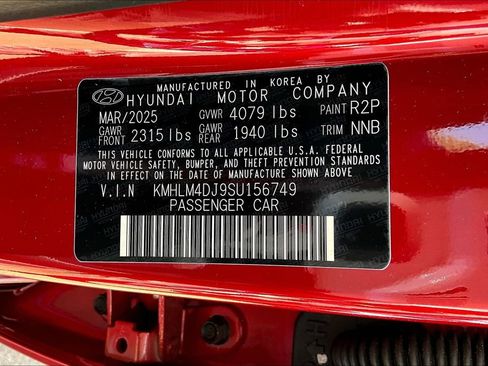 MANUFACTURED IN KOREA BY
HYUNDAI MOTOR COMPANY
MAR/2025 GVWR 4079 lbs PAINT R2P
GAWR FRONT 2315 lbs GAWR REAR 1940 lbs TRIM NNB
THIS VEHICLE CONFORMS TO ALL APPLICABLE U.S.A. FEDERAL
MOTOR VEHICLE SAFETY, BUMPER, AND THEFT PREVENTION STANDARDS
IN EFFECT ON THE DATE OF MANUFACTURE SHOWN ABOVE.
V.I.N KMHLM4DJ9SU156749
PASSENGER CAR